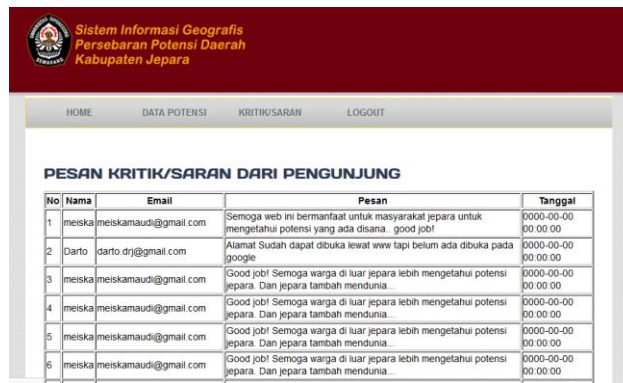 Sistem Informasi Geografis
Persebaran Potensi Daerah
Kabupaten Jepara
HOME DATA POTENSI KRITIK/SARAN LOGOUT
PESAN KRITIK/SARAN DARI PENGUNJUNG
No Nama Email Pesan Tanggal
1 meiska meiskamaudi@gmail.com Semoga web ini bermanfaat untuk masyarakat jepara untuk 0000-00-00
mengetahui potensi yang ada disana.. good job! 00:00:00
2 Darto darto.drj@gmail.com Alamat Sudah dapat dibuka lewat www tapi belum ada dibuka pada 0000-00-00
google 00:00:00
3 meiska meiskamaudi@gmail.com Good job! Semoga warga di luar jepara lebih mengetahui potensi 0000-00-00
jepara. Dan jepara tambah mendunia... 00:00:00
4 meiska meiskamaudi@gmail.com Good job! Semoga warga di luar jepara lebih mengetahui potensi 0000-00-00
jepara. Dan jepara tambah mendunia... 00:00:00
5 meiska meiskamaudi@gmail.com Good job! Semoga warga di luar jepara lebih mengetahui potensi 0000-00-00
jepara. Dan jepara tambah mendunia... 00:00:00
6 meiska meiskamaudi@gmail.com Good job! Semoga warga di luar jepara lebih mengetahui potensi 0000-00-00
jepara. Dan jepara tambah mendunia... 00:00:00